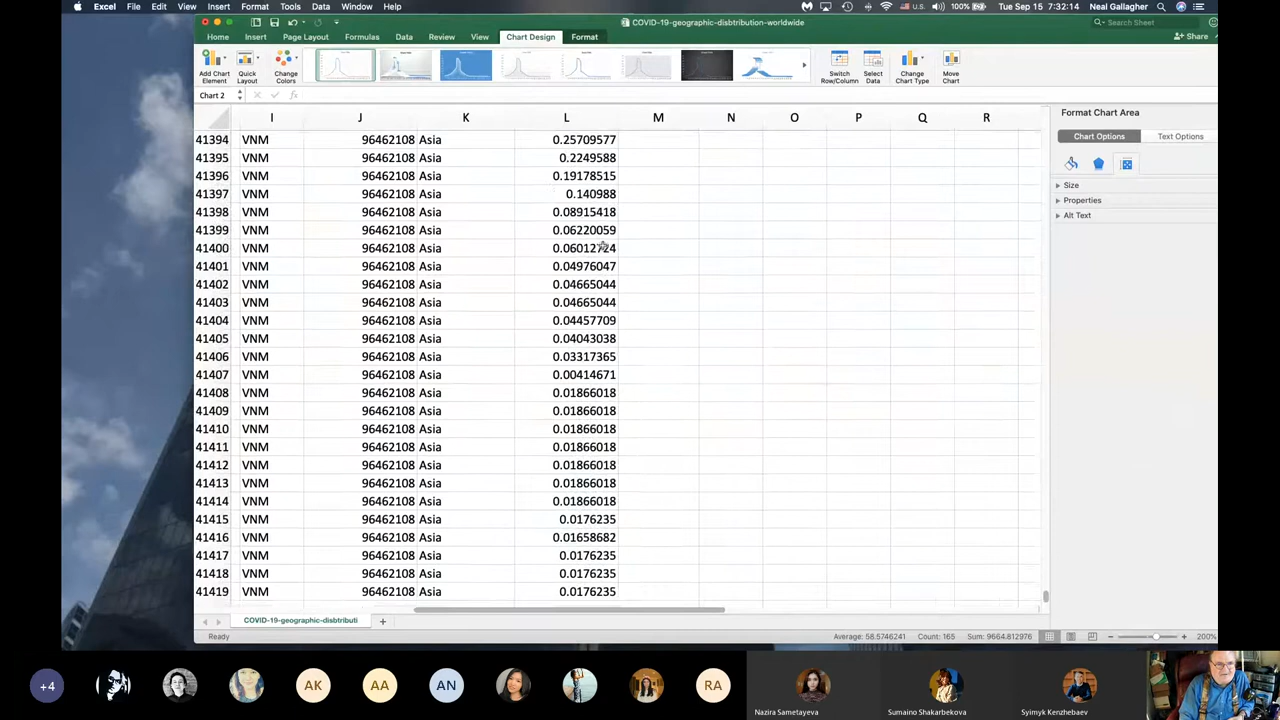 Excel File Edit View Insert Format Tools Data Window Help U.S. 100% Tue Sep 15 7:32:14 Neal Gallagher
COVID-19-geographic-disbtribution-worldwide Search Sheet
Home Insert Page Layout Formulas Data Review View Chart Design Format Share
Add Chart Element Quick Layout Change Colors Switch Row/Column Select Data Change Chart Type Move Chart
Chart 2 fx
I J K L M N O P Q R
41394 VNM 96462108 Asia 0.25709577
41395 VNM 96462108 Asia 0.2249588
41396 VNM 96462108 Asia 0.19178515
41397 VNM 96462108 Asia 0.140988
41398 VNM 96462108 Asia 0.08915418
41399 VNM 96462108 Asia 0.06220059
41400 VNM 96462108 Asia 0.06012724
41401 VNM 96462108 Asia 0.04976047
41402 VNM 96462108 Asia 0.04665044
41403 VNM 96462108 Asia 0.04665044
41404 VNM 96462108 Asia 0.04457709
41405 VNM 96462108 Asia 0.04043038
41406 VNM 96462108 Asia 0.03317365
41407 VNM 96462108 Asia 0.00414671
41408 VNM 96462108 Asia 0.01866018
41409 VNM 96462108 Asia 0.01866018
41410 VNM 96462108 Asia 0.01866018
41411 VNM 96462108 Asia 0.01866018
41412 VNM 96462108 Asia 0.01866018
41413 VNM 96462108 Asia 0.01866018
41414 VNM 96462108 Asia 0.01866018
41415 VNM 96462108 Asia 0.0176235
41416 VNM 96462108 Asia 0.01658682
41417 VNM 96462108 Asia 0.0176235
41418 VNM 96462108 Asia 0.0176235
41419 VNM 96462108 Asia 0.0176235
Format Chart Area
Chart Options Text Options
Size
Properties
Alt Text
COVID-19-geographic-disbtributi
Ready Average: 58.5746241 Count: 165 Sum: 9664.812976 200%
+4 AK AA AN RA
Nazira Sametayeva Sumaino Shakarbekova Syimyk Kenzhebaev